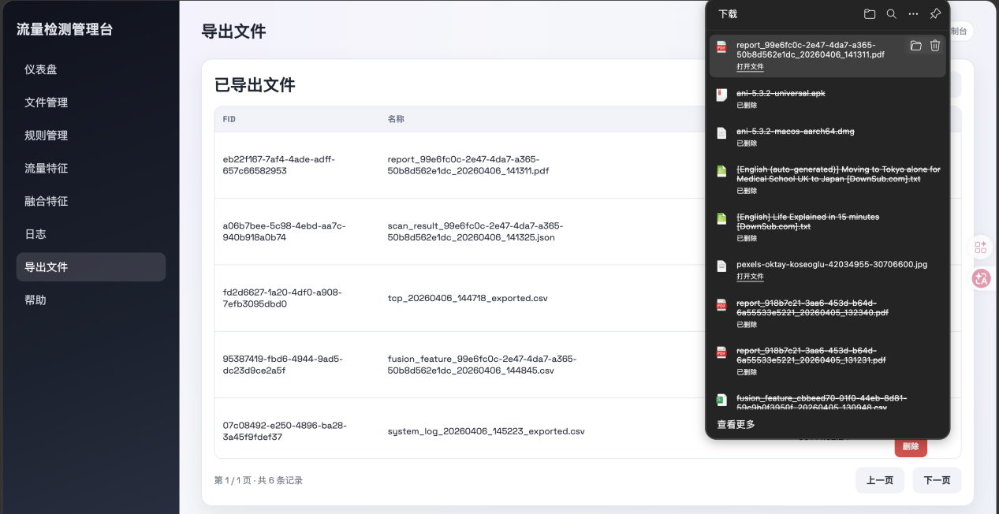 流量检测管理台
仪表盘
文件管理
规则管理
流量特征
融合特征
日志
导出文件
帮助
导出文件
制台
已导出文件
FID
名称
eb22f167-7af4-4ade-adff-
657c66582953
report_99e6fc0c-2e47-4da7-a365-
50b8d562e1dc_20260406_141311.pdf
a06b7bee-5c98-4ebd-aa7c-
940b918a0b74
scan_result_99e6fc0c-2e47-4da7-a365-
50b8d562e1dc_20260406_141325.json
fd2d6627-1a20-4df0-a908-
7efb3095dbd0
tcp_20260406_144718_exported.csv
95387419-fbd6-4944-9ad5-
dc23d9ce2a5f
fusion_feature_99e6fc0c-2e47-4da7-a365-
50b8d562e1dc_20260406_144845.csv
07c08492-e250-4896-ba28-
3a45f9fdef37
system_log_20260406_145223_exported.csv
删除
第 1 / 1 页 · 共 6 条记录
上一页
下一页
下载
report_99e6fc0c-2e47-4da7-a365-
50b8d562e1dc_20260406_141311.pdf
打开文件
ani-5.3.2-universal.apk
已删除
ani-5.3.2-macos-aarch64.dmg
已删除
[English (auto-generated)] Moving to Tokyo alone for
Medical School UK to Japan [DownSub.com].txt
已删除
[English] Life Explained in 15 minutes
[DownSub.com].txt
已删除
pexels-oktay-koseoglu-42034955-30706600.jpg
打开文件
report_918b7c21-3aa6-453d-b64d-
6a55533e5221_20260405_132340.pdf
已删除
report_918b7c21-3aa6-453d-b64d-
6a55533e5221_20260405_131231.pdf
已删除
fusion_feature_cbbeed70-01f0-44eb-8d81-
59c9b0f3950f_20260405_130948.csv
查看更多